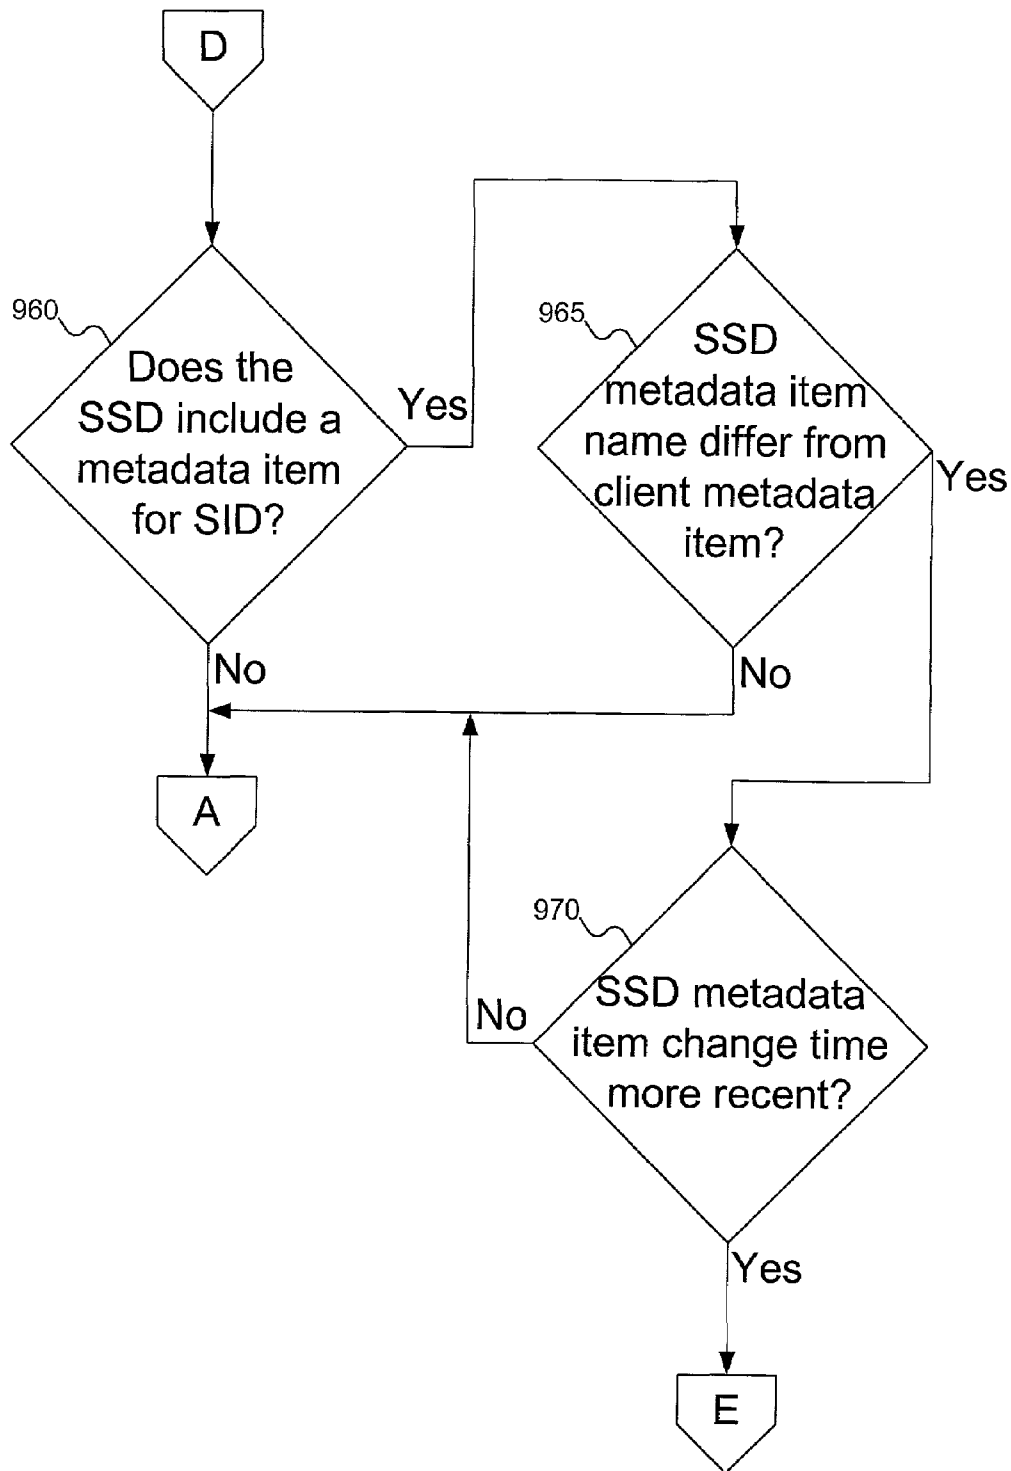 D
960
Does the
SSD include a
metadata item
for SID?
Yes
No
965
SSD
metadata item
name differ from
client metadata
item?
Yes
No
A
970
SSD metadata
item change time
more recent?
No
Yes
E